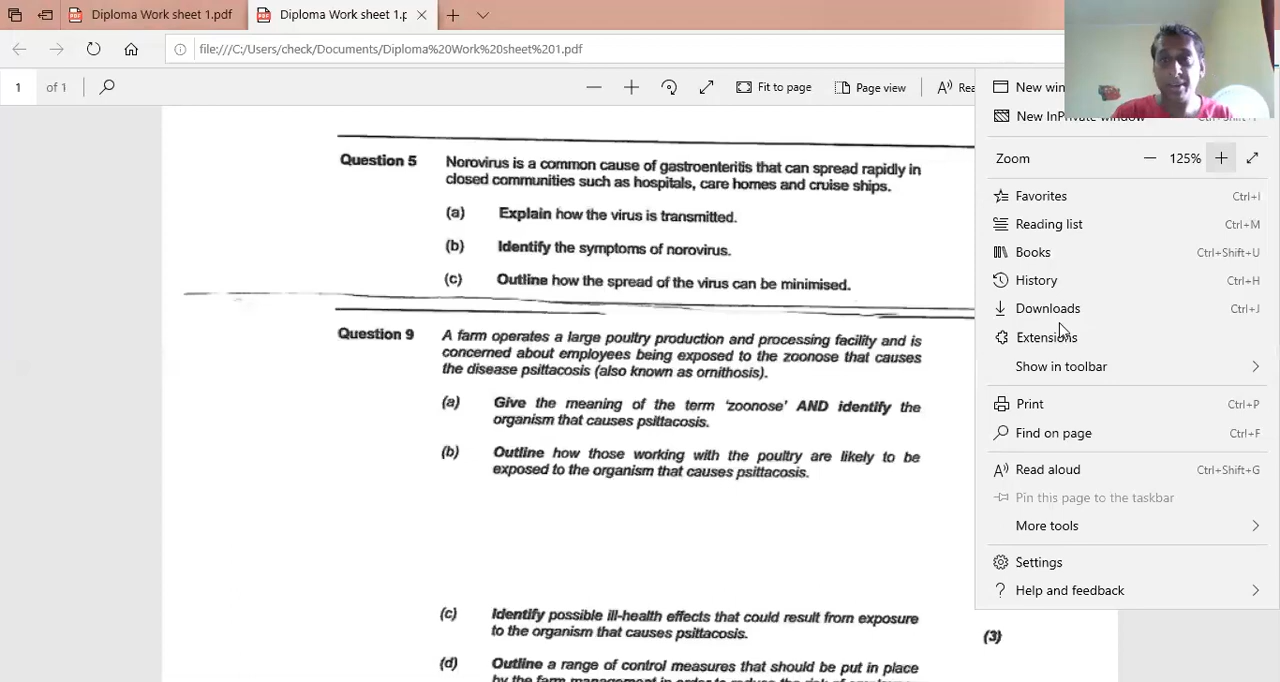 Diploma Work sheet 1.pdf
Diploma Work sheet 1.p
file:///C:/Users/check/Documents/Diploma%20Work%20sheet%201.pdf
1 of 1
Fit to page
Page view
Rea
New win
New InPrivate window
Zoom 125%
Favorites Ctrl+I
Reading list Ctrl+M
Books Ctrl+Shift+U
History Ctrl+H
Downloads Ctrl+J
Extensions
Show in toolbar
Print Ctrl+P
Find on page Ctrl+F
Read aloud Ctrl+Shift+G
Pin this page to the taskbar
More tools
Settings
Help and feedback
Question 5 Norovirus is a common cause of gastroenteritis that can spread rapidly in
closed communities such as hospitals, care homes and cruise ships.
(a) Explain how the virus is transmitted.
(b) Identify the symptoms of norovirus.
(c) Outline how the spread of the virus can be minimised.
Question 9 A farm operates a large poultry production and processing facility and is
concerned about employees being exposed to the zoonose that causes
the disease psittacosis (also known as ornithosis).
(a) Give the meaning of the term 'zoonose' AND identify the
organism that causes psittacosis.
(b) Outline how those working with the poultry are likely to be
exposed to the organism that causes psittacosis.
(c) Identify possible ill-health effects that could result from exposure
to the organism that causes psittacosis.
(3)
(d) Outline a range of control measures that should be put in place